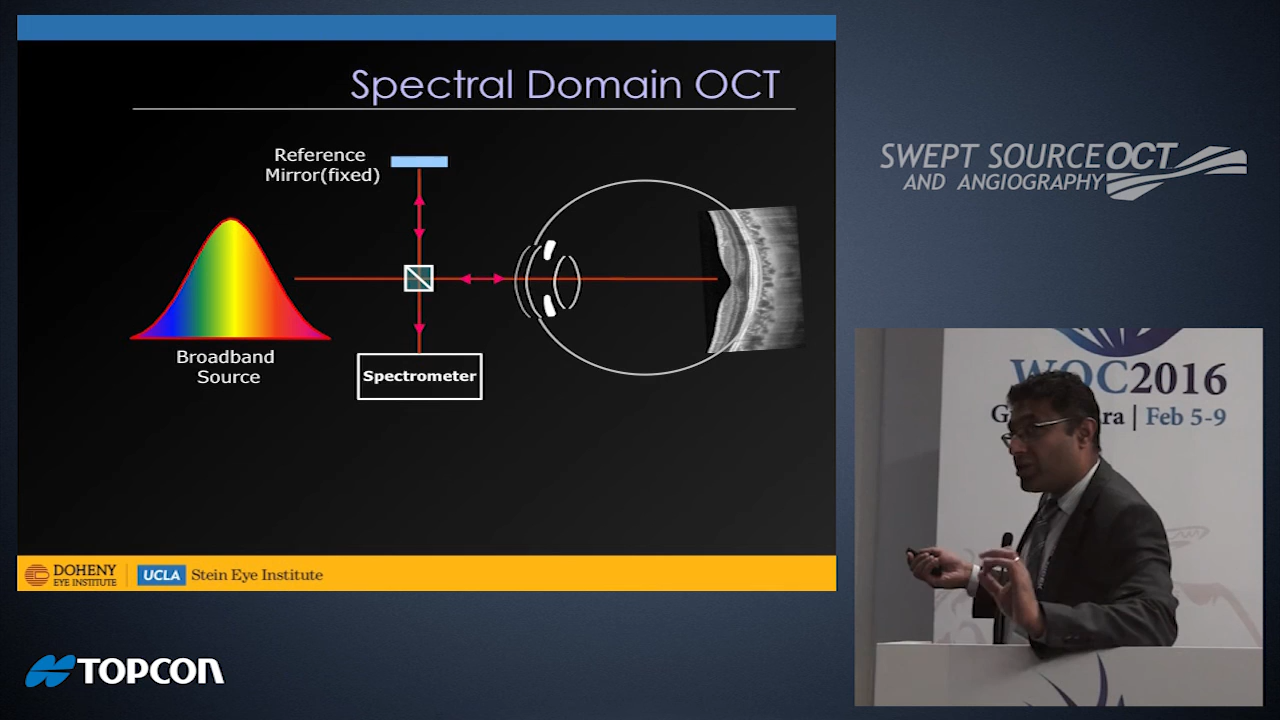 Spectral Domain OCT
Reference
Mirror(fixed)
Broadband
Source
Spectrometer
DOHENY
EYE INSTITUTE
UCLA Stein Eye Institute
TOPCON
SWEPT SOURCE OCT
AND ANGIOGRAPHY
WOC2016
Feb 5-9